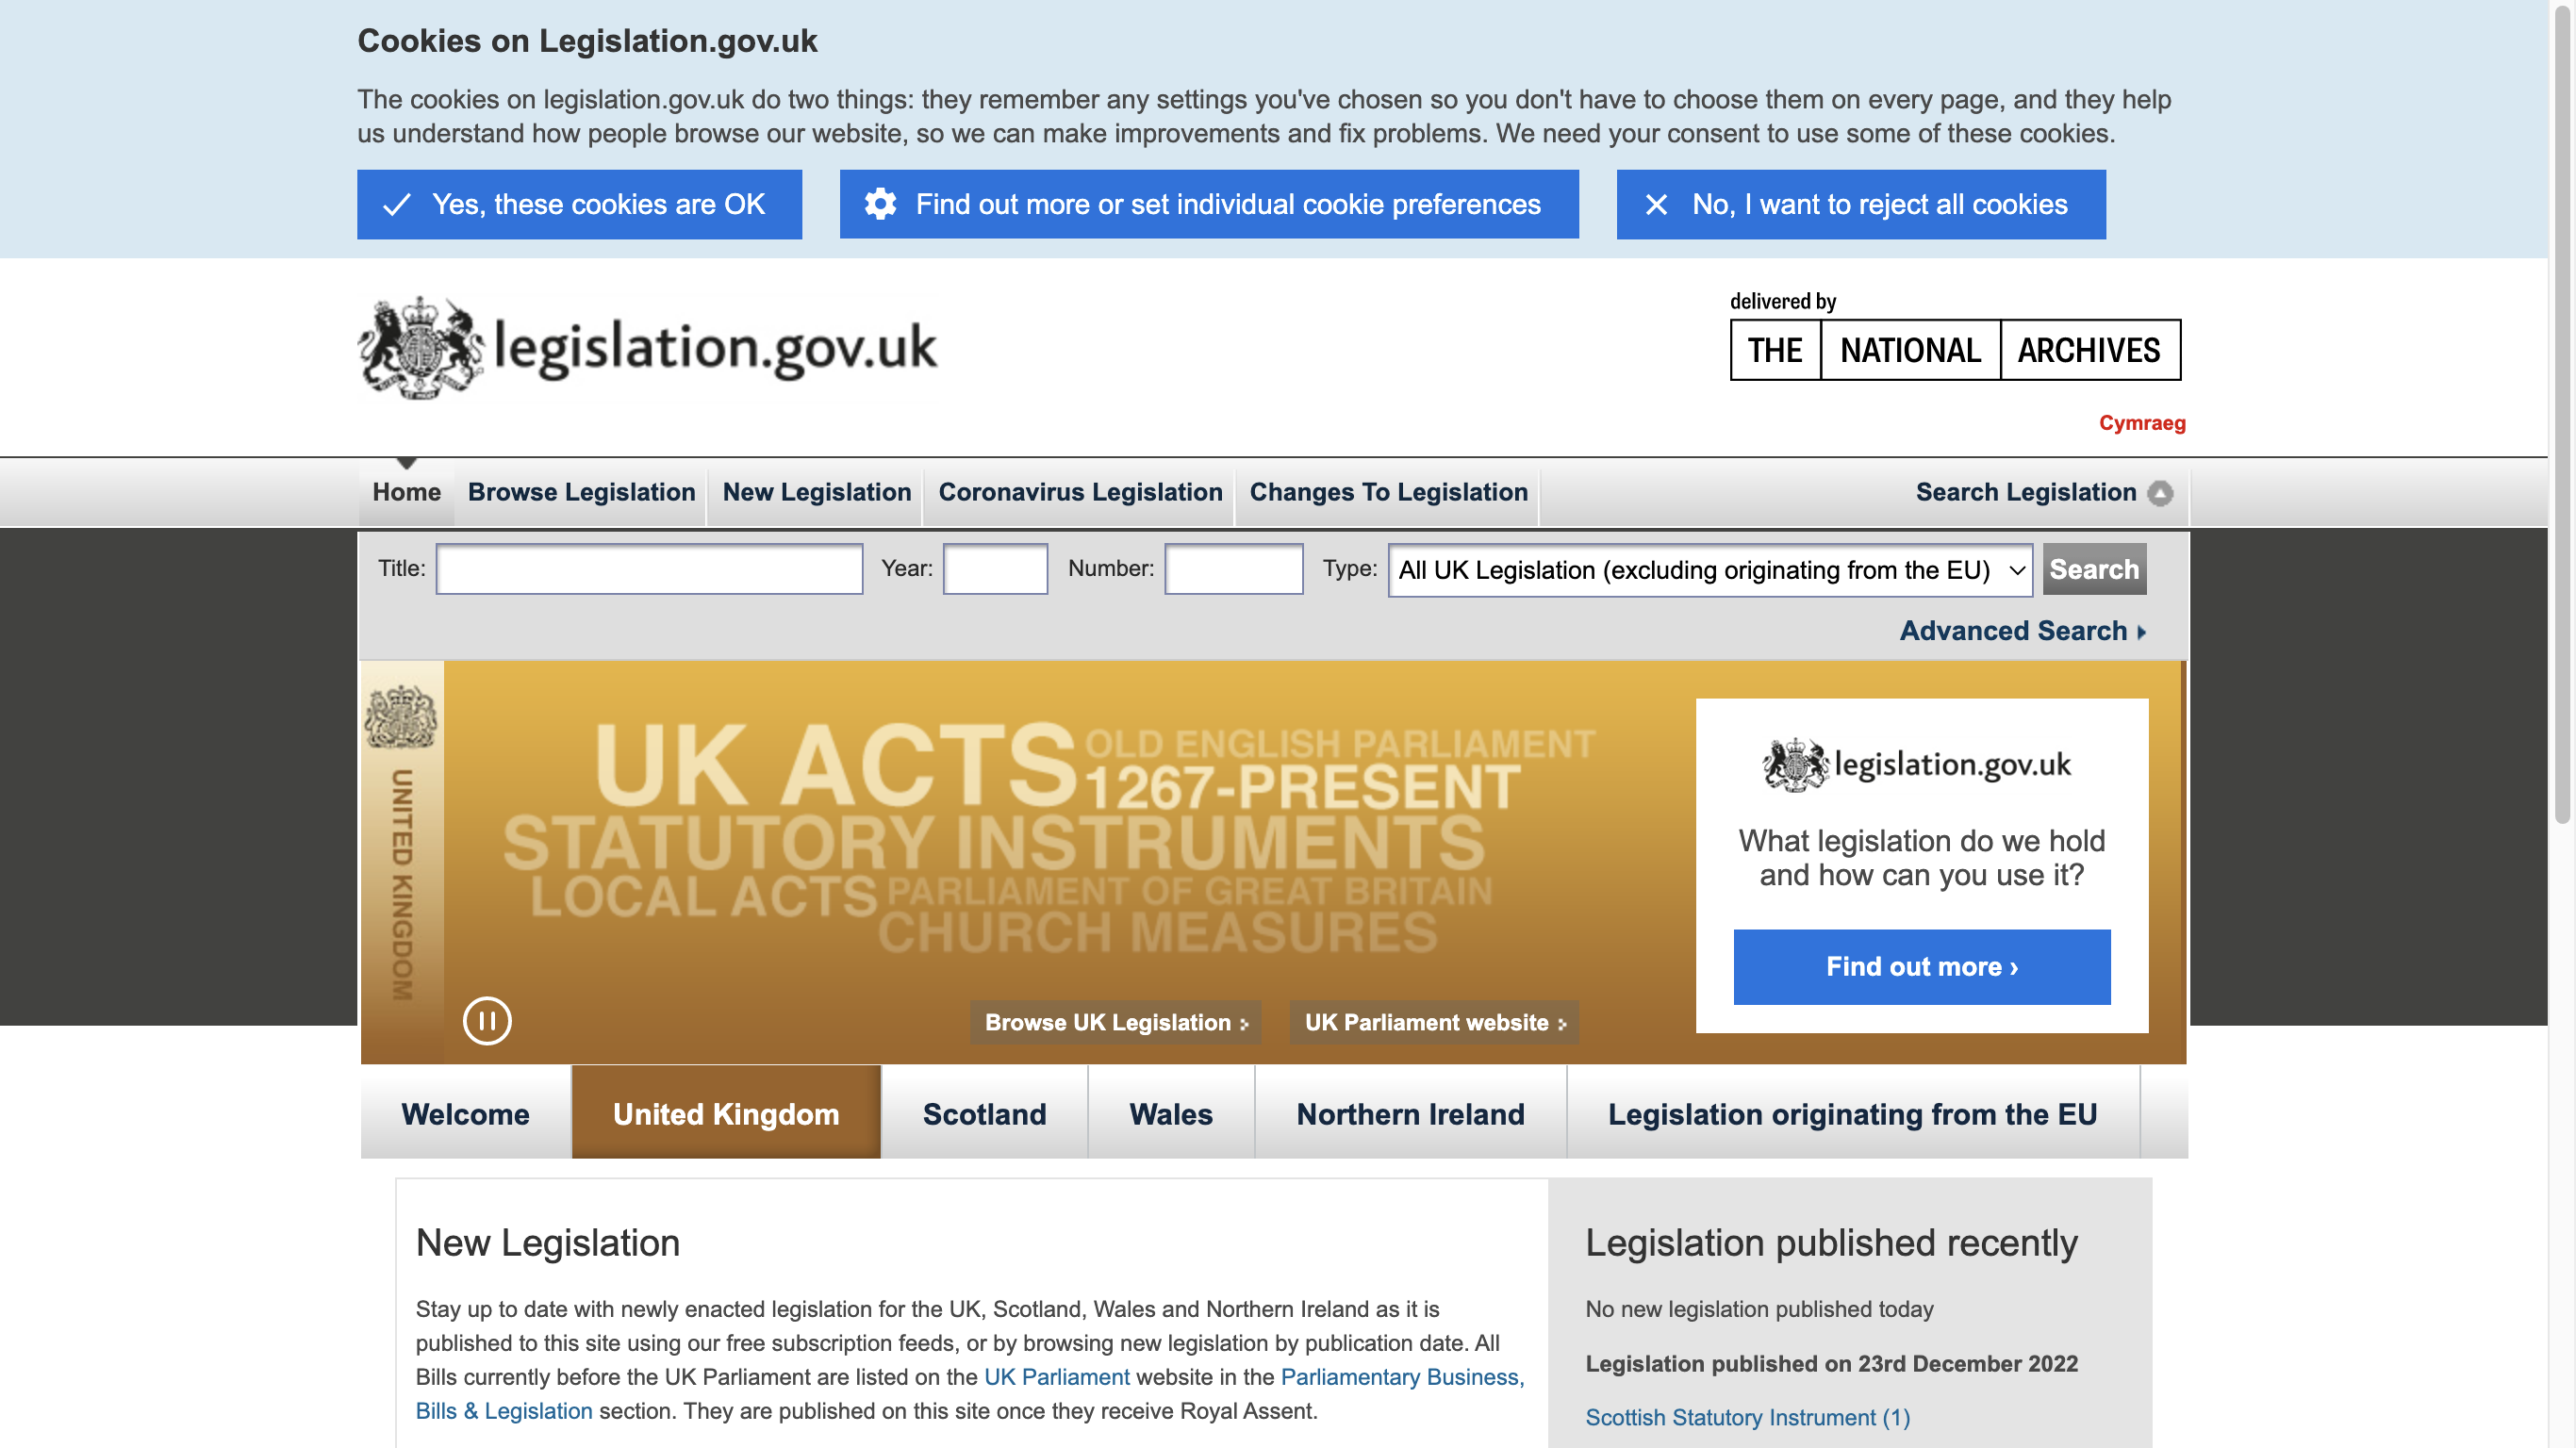 Cookies on Legislation.gov.uk
The cookies on legislation.gov.uk do two things: they remember any settings you've chosen so you don't have to choose them on every page, and they help
us understand how people browse our website, so we can make improvements and fix problems. We need your consent to use some of these cookies.
Yes, these cookies are OK
Find out more or set individual cookie preferences
No, I want to reject all cookies
legislation.gov.uk
delivered by
THE NATIONAL ARCHIVES
Cymraeg
Home
Browse Legislation
New Legislation
Coronavirus Legislation
Changes To Legislation
Search Legislation
Title:
Year:
Number:
Type:
All UK Legislation (excluding originating from the EU)
Search
Advanced Search
UNITED KINGDOM
UK ACTS
OLD ENGLISH PARLIAMENT
1267-PRESENT
STATUTORY INSTRUMENTS
LOCAL ACTS
PARLIAMENT OF GREAT BRITAIN
CHURCH MEASURES
Browse UK Legislation
UK Parliament website
legislation.gov.uk
What legislation do we hold
and how can you use it?
Find out more ›
Welcome
United Kingdom
Scotland
Wales
Northern Ireland
Legislation originating from the EU
New Legislation
Stay up to date with newly enacted legislation for the UK, Scotland, Wales and Northern Ireland as it is
published to this site using our free subscription feeds, or by browsing new legislation by publication date. All
Bills currently before the UK Parliament are listed on the UK Parliament website in the Parliamentary Business,
Bills & Legislation section. They are published on this site once they receive Royal Assent.
Legislation published recently
No new legislation published today
Legislation published on 23rd December 2022
Scottish Statutory Instrument (1)